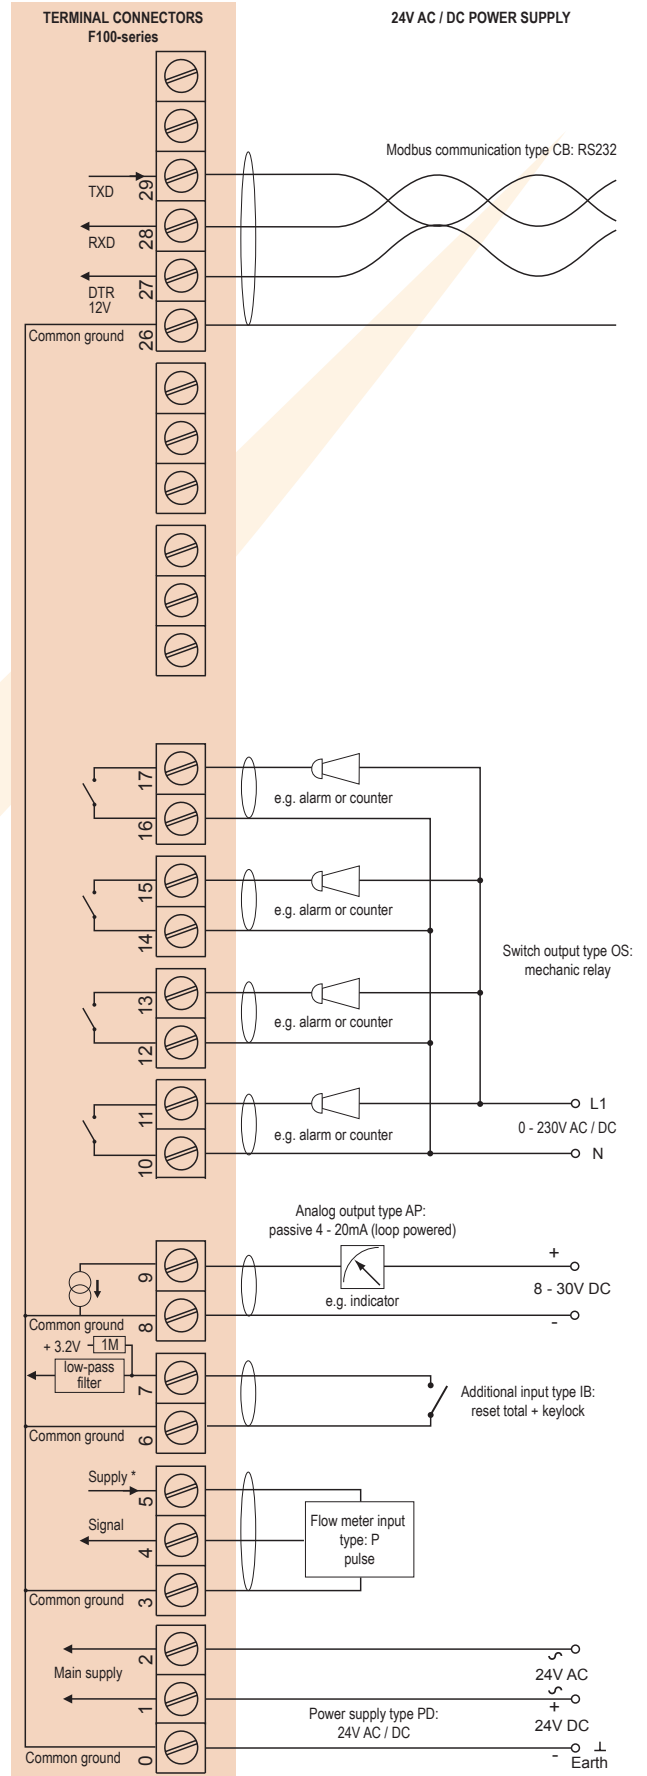 TERMINAL CONNECTORS
F100-series
24V AC / DC POWER SUPPLY
Modbus communication type CB: RS232
TXD
29
RXD
28
DTR
12V
27
Common ground
26
17
e.g. alarm or counter
16
15
e.g. alarm or counter
14
Switch output type OS:
mechanic relay
13
e.g. alarm or counter
12
11
L1
e.g. alarm or counter
0 - 230V AC / DC
10
N
Analog output type AP:
passive 4 - 20mA (loop powered)
9
+
e.g. indicator
8 - 30V DC
Common ground
8
-
+ 3.2V
1M
low-pass
filter
7
Additional input type IB:
reset total + keylock
Common ground
6
Supply *
5
Signal
4
Flow meter input
type: P
pulse
Common ground
3
2
Main supply
24V AC
1
+
Power supply type PD:
24V AC / DC
24V DC
Common ground
0
-
Earth